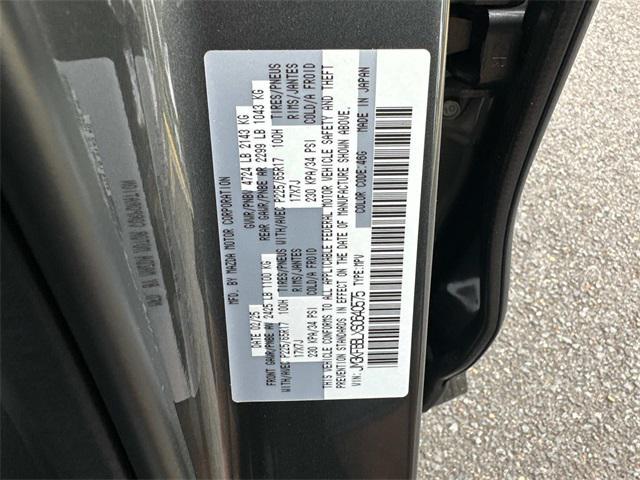 MFD. BY MAZDA MOTOR CORPORATION
DATE 02/25 GVWR/PNBV 4724 LB 2143 KG
FRONT GAWR/PNBE AV 2425 LB 1100 KG REAR GAWR/PNBE AR 2299 LB 1043 KG
WITH/AVEC P225/65R17 100H TIRES/PNEUS WITH/AVEC P225/65R17 100H TIRES/PNEUS
17X7J RIMS/JANTES 17X7J RIMS/JANTES
230 KPA/34 PSI COLD/A FROID 230 KPA/34 PSI COLD/A FROID
THIS VEHICLE CONFORMS TO ALL APPLICABLE FEDERAL MOTOR VEHICLE SAFETY AND THEFT
PREVENTION STANDARDS IN EFFECT ON THE DATE OF MANUFACTURE SHOWN ABOVE.
VIN: TYPE:MPV COLOR CODE:46G MADE IN JAPAN